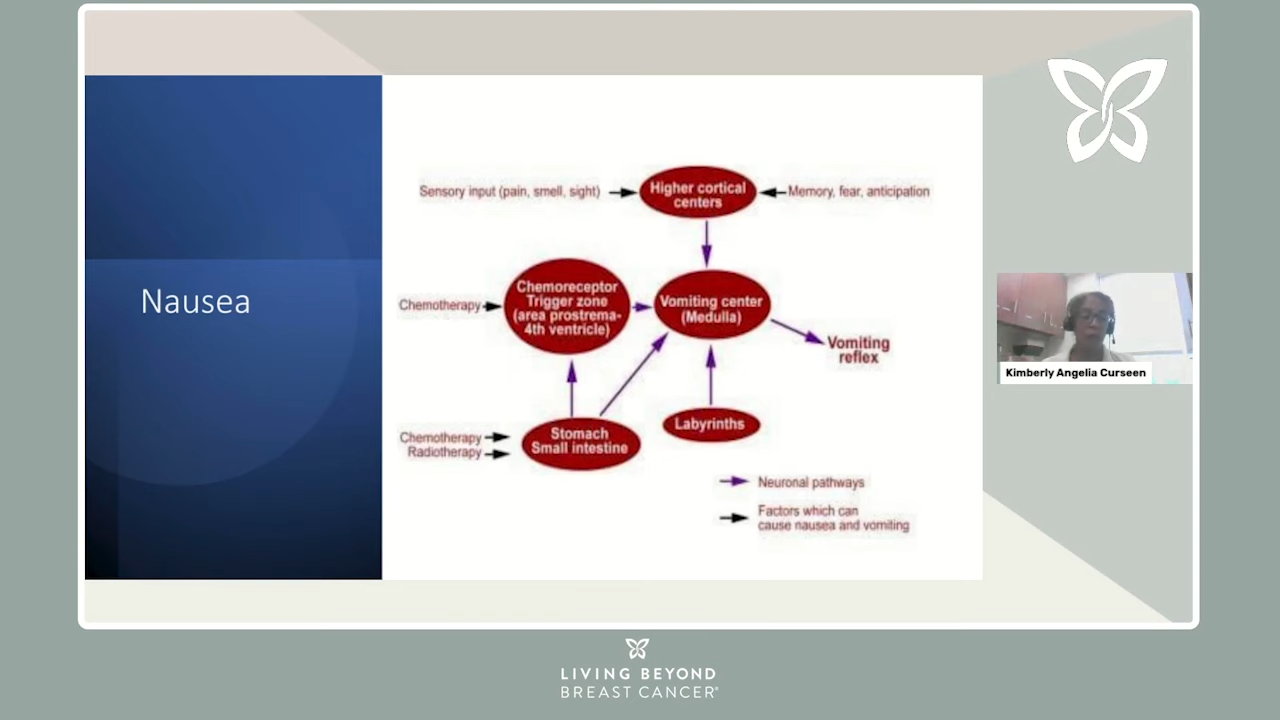 Nausea
Sensory input (pain, smell, sight)
Higher cortical
centers
Memory, fear, anticipation
Chemotherapy
Chemoreceptor
Trigger zone
(area prostrema-
4th ventricle)
Vomiting center
(Medulla)
Vomiting
reflex
Chemotherapy
Radiotherapy
Stomach
Small intestine
Labyrinths
Neuronal pathways
Factors which can
cause nausea and vomiting
Kimberly Angelia Curseen
LIVING BEYOND
BREAST CANCER®